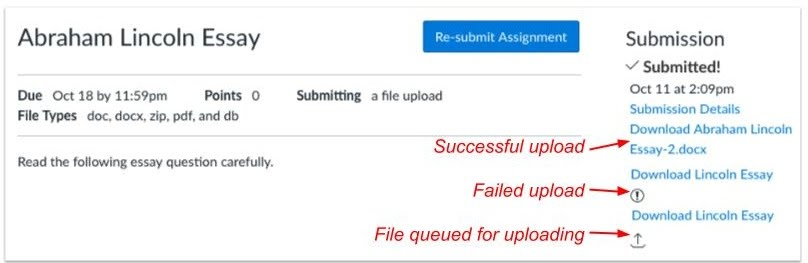 Abraham Lincoln Essay
Re-submit Assignment
Due Oct 18 by 11:59pm Points 0 Submitting a file upload
File Types doc, docx, zip, pdf, and db
Read the following essay question carefully.
Submission
Submitted!
Oct 11 at 2:09pm
Submission Details
Download Abraham Lincoln
Essay-2.docx
Successful upload
Download Lincoln Essay
Failed upload
Download Lincoln Essay
File queued for uploading